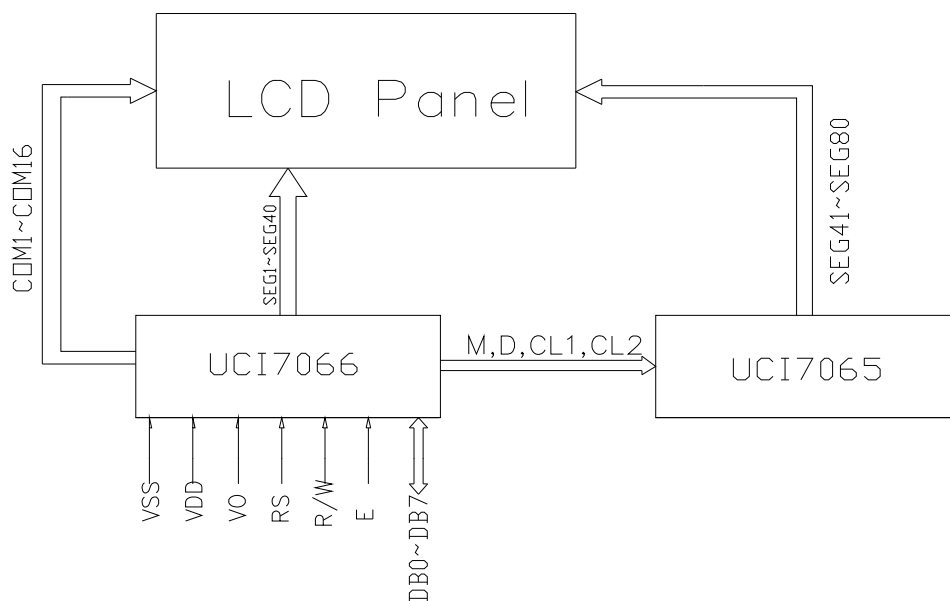 LCD Panel
COM1~COM16
SEG1~SEG40
SEG41~SEG80
UCI7066
M,D,CL1,CL2
UCI7065
VSS
VDD
VO
RS
R/W
E
DB0~DB7